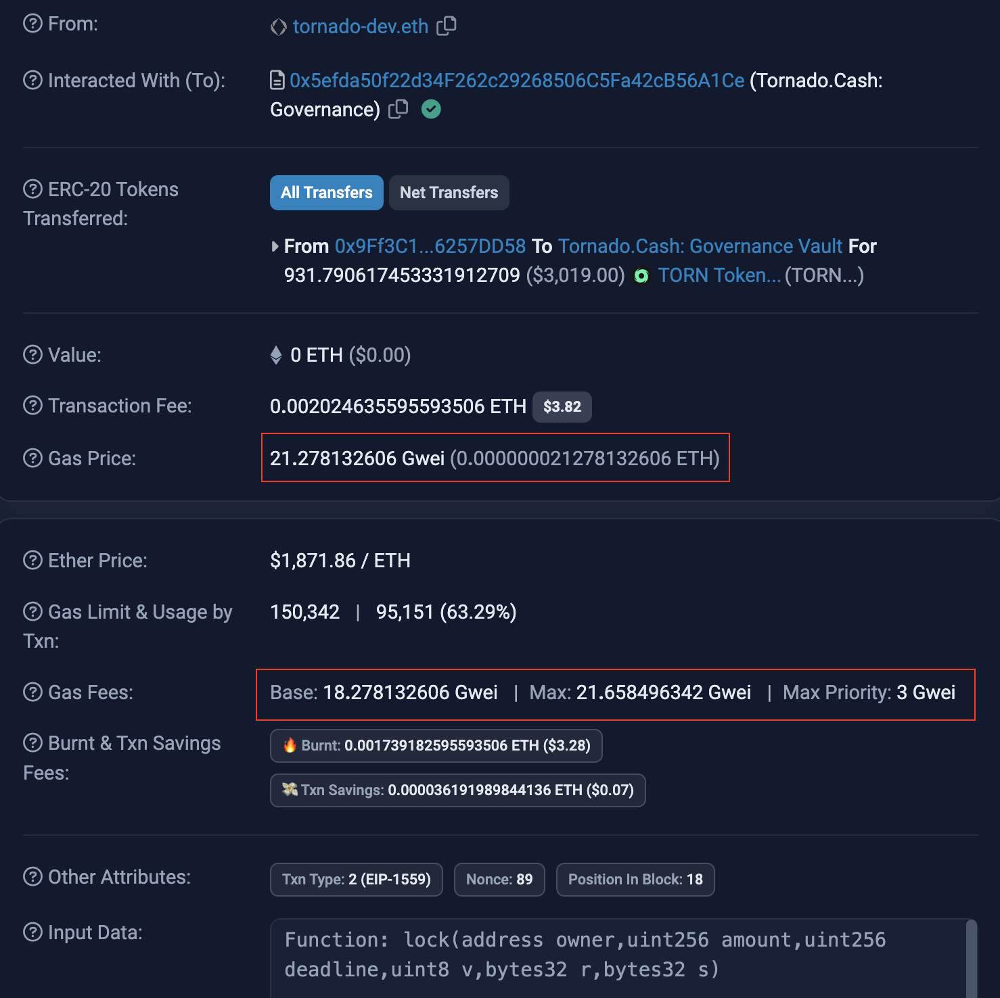 From:
tornado-dev.eth
Interacted With (To):
0x5efda50f22d34F262c29268506C5Fa42cB56A1Ce (Tornado.Cash:
Governance)
ERC-20 Tokens
Transferred:
All Transfers Net Transfers
From 0x9Ff3C1...6257DD58 To Tornado.Cash: Governance Vault For
931.790617453331912709 ($3,019.00) TORN Token... (TORN...)
Value:
0 ETH ($0.00)
Transaction Fee:
0.002024635595593506 ETH $3.82
Gas Price:
21.278132606 Gwei (0.000000021278132606 ETH)
Ether Price:
$1,871.86 / ETH
Gas Limit & Usage by
Txn:
150,342 | 95,151 (63.29%)
Gas Fees:
Base: 18.278132606 Gwei | Max: 21.658496342 Gwei | Max Priority: 3 Gwei
Burnt & Txn Savings
Fees:
🔥 Burnt: 0.001739182595593506 ETH ($3.28)
💸 Txn Savings: 0.000036191989844136 ETH ($0.07)
Other Attributes:
Txn Type: 2 (EIP-1559) Nonce: 89 Position In Block: 18
Input Data:
Function: lock(address owner,uint256 amount,uint256
deadline,uint8 v,bytes32 r,bytes32 s)